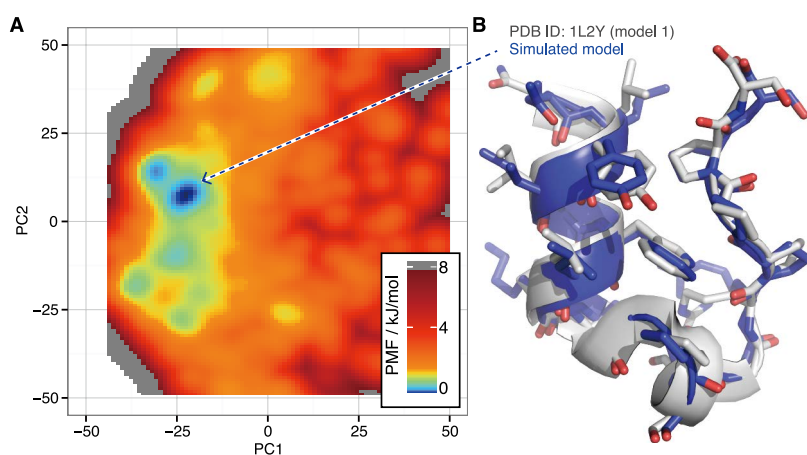 A
B
PDB ID: 1L2Y (model 1)
Simulated model
50
25
0
−25
−50
PC2
PMF / kJ/mol
8
4
0
−50
−25
0
25
50
PC1